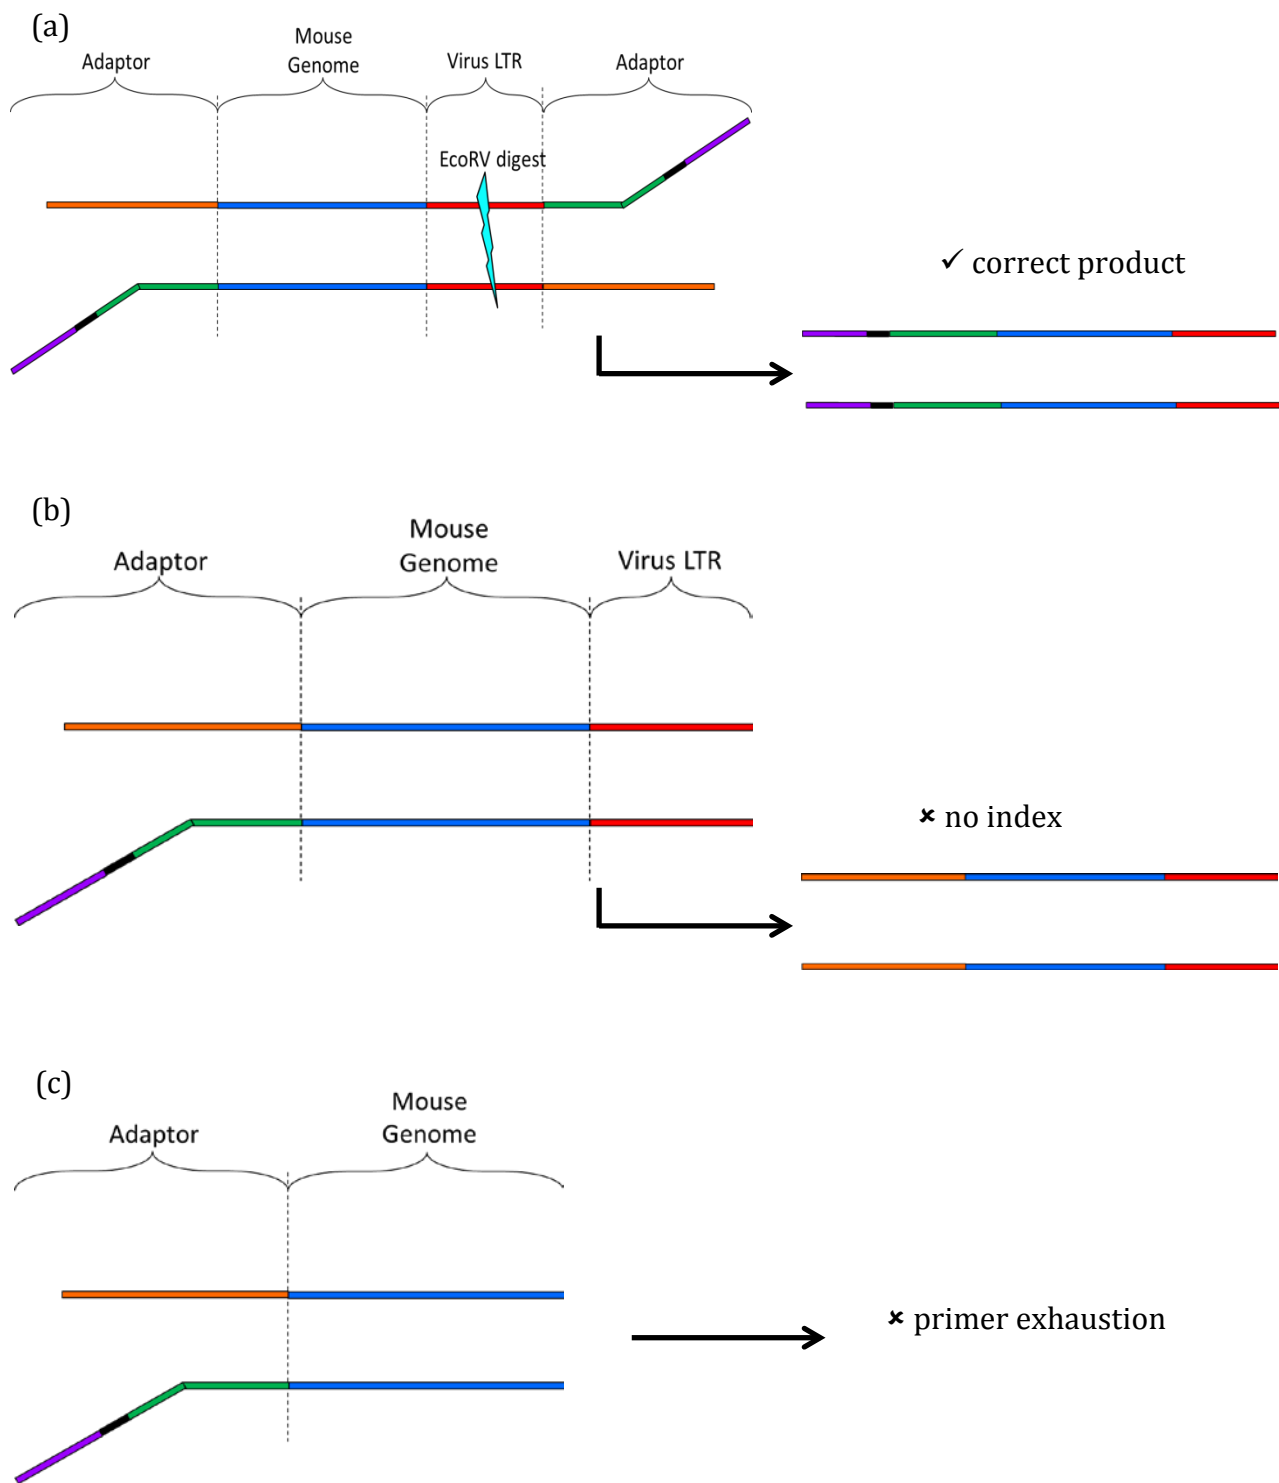 (a)
Adaptor
Mouse
Genome
Virus LTR
Adaptor
EcoRV digest
✓ correct product
(b)
Adaptor
Mouse
Genome
Virus LTR
✘ no index
(c)
Adaptor
Mouse
Genome
✘ primer exhaustion